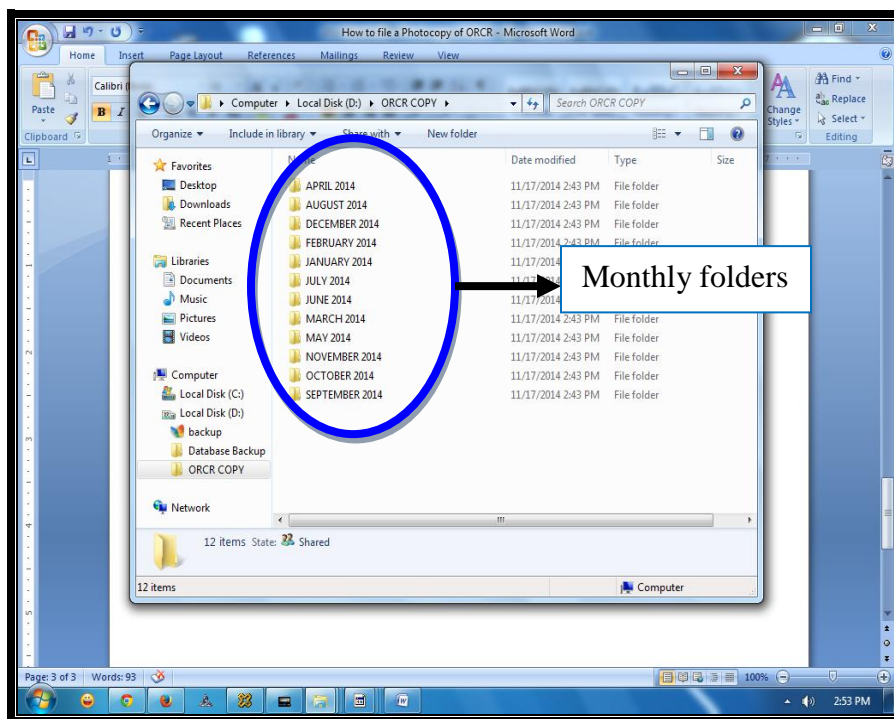 How to file a Photocopy of ORCR - Microsoft Word
Home Insert Page Layout References Mailings Review View
Paste
Clipboard
Calibri
B I
Change Styles
Find
Replace
Select
Editing
Computer Local Disk (D:) ORCR COPY
Search ORCR COPY
Organize Include in library Share with New folder
Date modified Type Size
Favorites
Desktop
Downloads
Recent Places
Libraries
Documents
Music
Pictures
Videos
Computer
Local Disk (C:)
Local Disk (D:)
backup
Database Backup
ORCR COPY
Network
APRIL 2014 11/17/2014 2:43 PM File folder
AUGUST 2014 11/17/2014 2:43 PM File folder
DECEMBER 2014 11/17/2014 2:43 PM File folder
FEBRUARY 2014 11/17/2014 2:43 PM File folder
JANUARY 2014
JULY 2014
JUNE 2014
MARCH 2014 11/17/2014 2:43 PM File folder
MAY 2014 11/17/2014 2:43 PM File folder
NOVEMBER 2014 11/17/2014 2:43 PM File folder
OCTOBER 2014 11/17/2014 2:43 PM File folder
SEPTEMBER 2014 11/17/2014 2:43 PM File folder
Monthly folders
12 items State: Shared
12 items
Computer
Page: 3 of 3 Words: 93
100%
2:53 PM